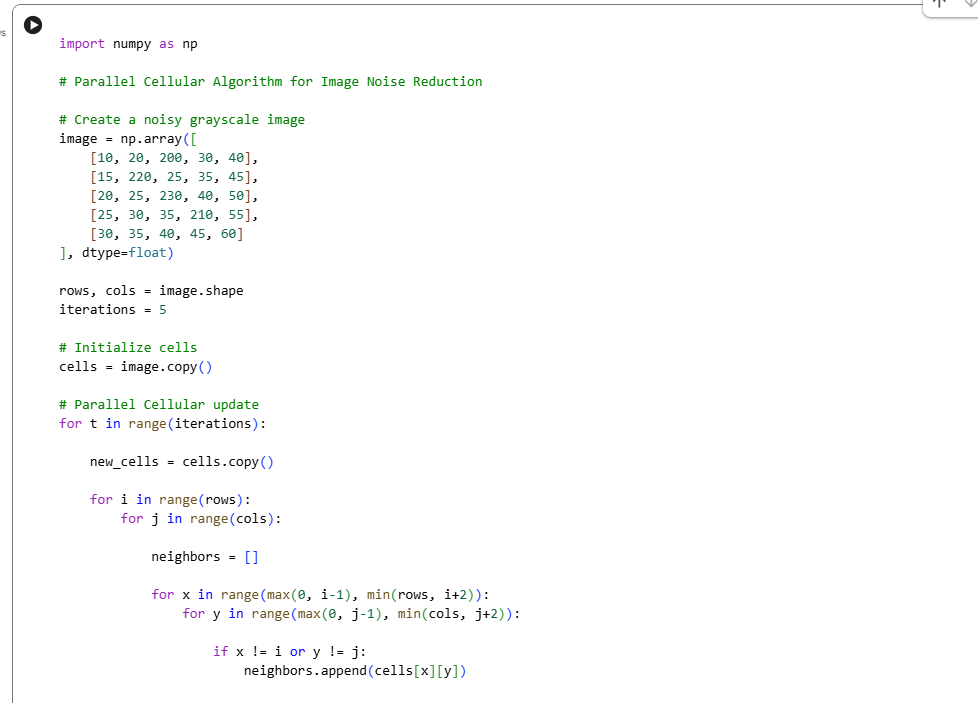 import numpy as np
# Parallel Cellular Algorithm for Image Noise Reduction
# Create a noisy grayscale image
image = np.array([
    [10, 20, 200, 30, 40],
    [15, 220, 25, 35, 45],
    [20, 25, 230, 40, 50],
    [25, 30, 35, 210, 55],
    [30, 35, 40, 45, 60]
], dtype=float)
rows, cols = image.shape
iterations = 5
# Initialize cells
cells = image.copy()
# Parallel Cellular update
for t in range(iterations):
    new_cells = cells.copy()
    for i in range(rows):
        for j in range(cols):
            neighbors = []
            for x in range(max(0, i-1), min(rows, i+2)):
                for y in range(max(0, j-1), min(cols, j+2)):
                    if x != i or y != j:
                        neighbors.append(cells[x][y])